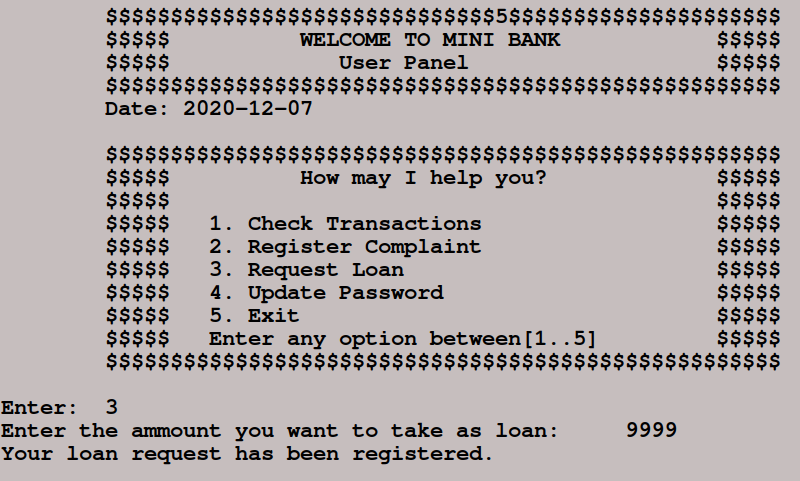 $$$$$$$$$$$$$$$$$$$$$$$$$$$$$$5$$$$$$$$$$$$$$$$$$$$$
$$$$$          WELCOME TO MINI BANK            $$$$$
$$$$$             User Panel                   $$$$$
$$$$$$$$$$$$$$$$$$$$$$$$$$$$$$$$$$$$$$$$$$$$$$$$$$$$
Date: 2020-12-07
$$$$$$$$$$$$$$$$$$$$$$$$$$$$$$$$$$$$$$$$$$$$$$$$$$$$
$$$$$          How may I help you?             $$$$$
$$$$$                                          $$$$$
$$$$$   1. Check Transactions                  $$$$$
$$$$$   2. Register Complaint                  $$$$$
$$$$$   3. Request Loan                        $$$$$
$$$$$   4. Update Password                     $$$$$
$$$$$   5. Exit                                $$$$$
$$$$$   Enter any option between[1..5]         $$$$$
$$$$$$$$$$$$$$$$$$$$$$$$$$$$$$$$$$$$$$$$$$$$$$$$$$$$
Enter:  3
Enter the ammount you want to take as loan:     9999
Your loan request has been registered.